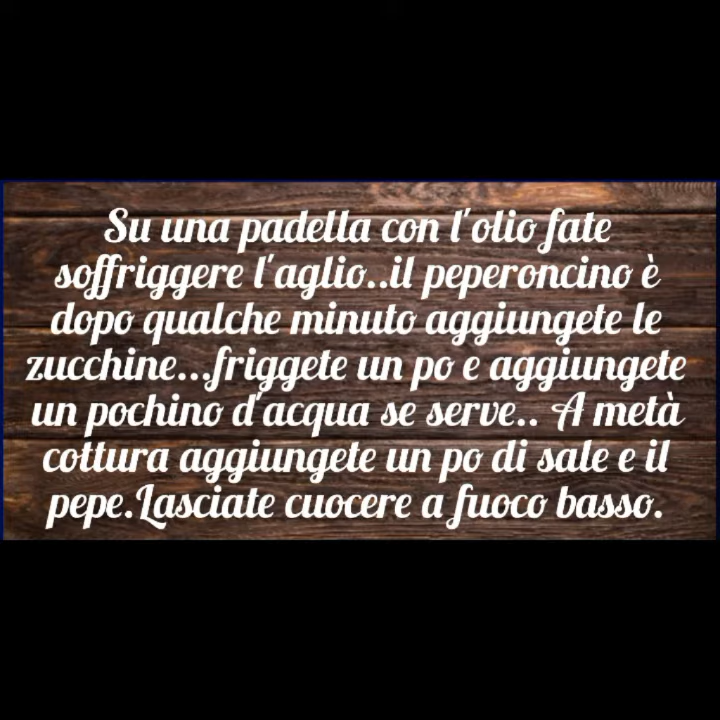 Su una padella con l'olio fate
soffriggere l'aglio..il peperoncino è
dopo qualche minuto aggiungete le
zucchine...friggete un po e aggiungete
un pochino d'acqua se serve.. A metà
cottura aggiungete un po di sale e il
pepe.Lasciate cuocere a fuoco basso.